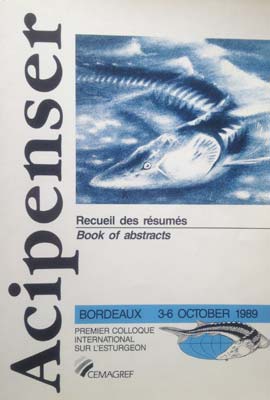 Acipenser
Recueil des résumés
Book of abstracts
BORDEAUX 3-6 OCTOBER 1989
PREMIER COLLOQUE
INTERNATIONAL
SUR L'ESTURGEON
CEMAGREF